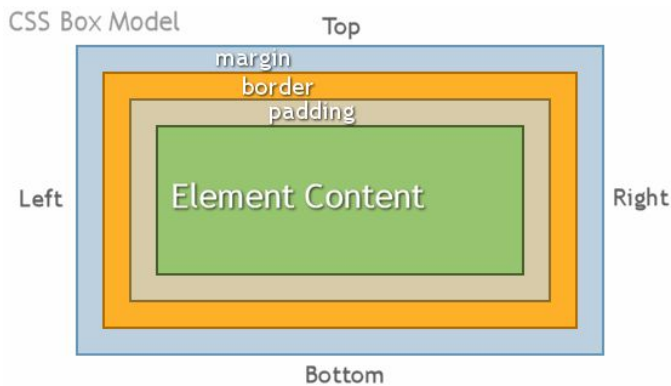 CSS Box Model
Top
margin
border
padding
Left
Element Content
Right
Bottom